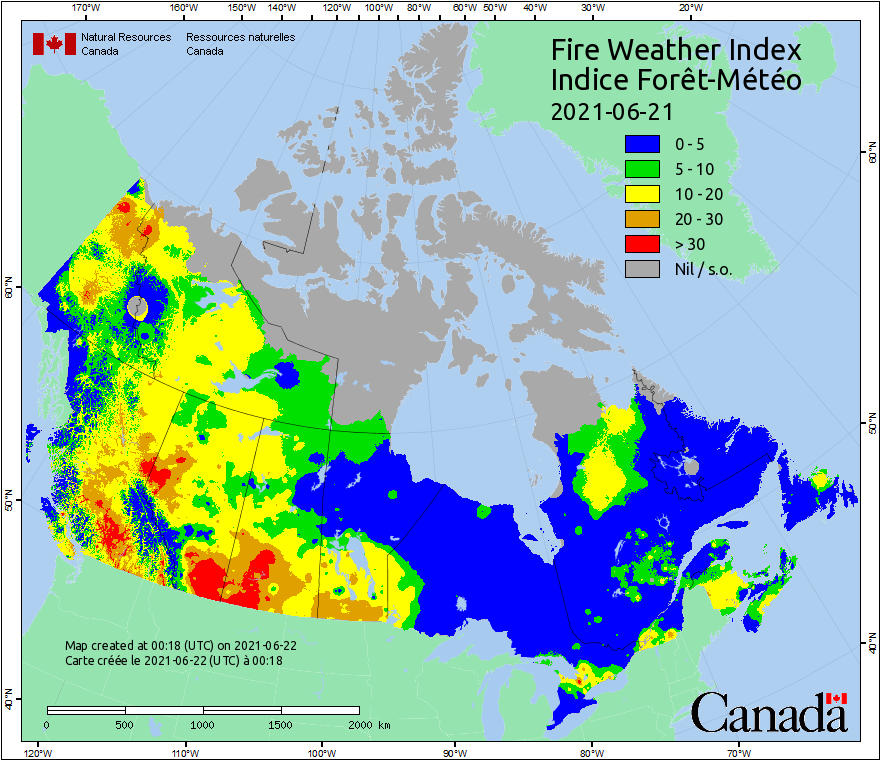 170°W 160°W 150°W 140°W 130°W 120°W 110°W 100°W 90°W 80°W 60°W 50°W 40°W 30°W 20°W
Natural Resources Canada
Ressources naturelles Canada
Fire Weather Index
Indice Forêt-Météo
2021-06-21
0 - 5
5 - 10
10 - 20
20 - 30
> 30
Nil / s.o.
60°N
50°N
40°N
60°N
50°N
40°N
Map created at 00:18 (UTC) on 2021-06-22
Carte créée le 2021-06-22 (UTC) à 00:18
0 500 1000 1500 2000 km
Canada
120°W 110°W 100°W 90°W 80°W 70°W